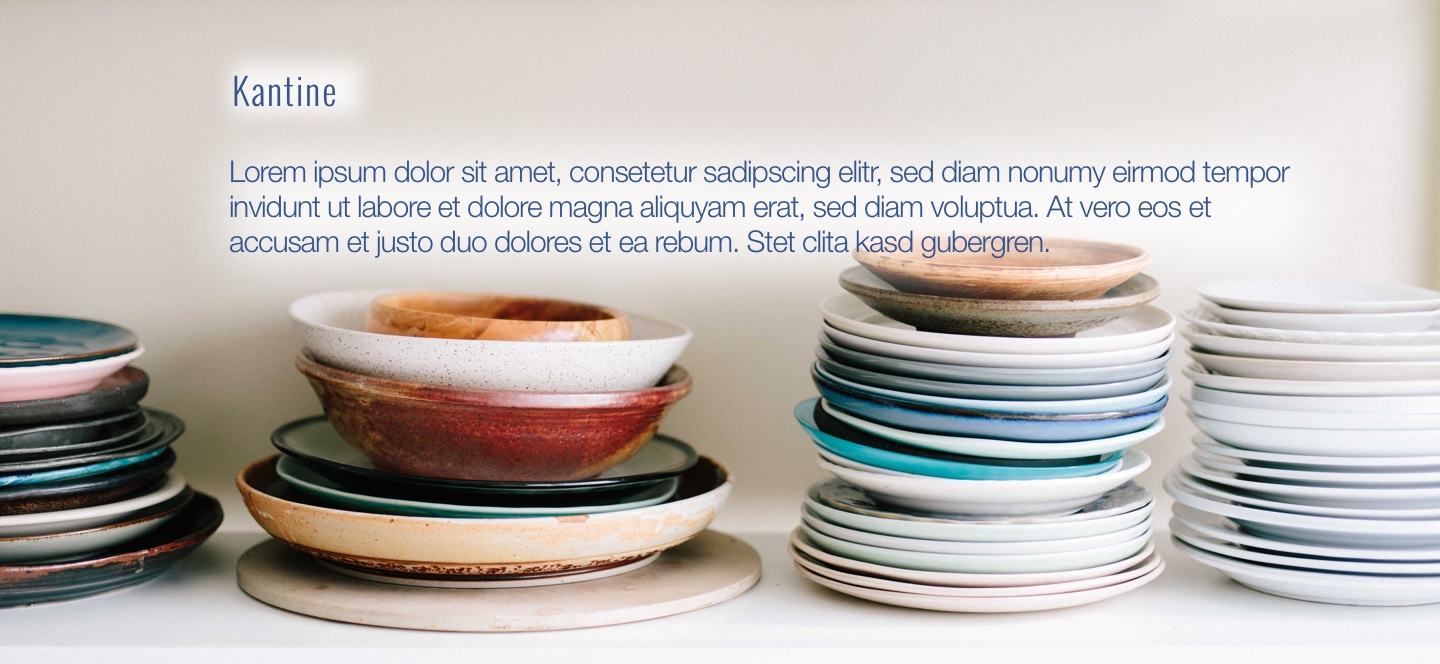 Kantine
Lorem ipsum dolor sit amet, consetetur sadipscing elitr, sed diam nonumy eirmod tempor
invidunt ut labore et dolore magna aliquyam erat, sed diam voluptua. At vero eos et
accusam et justo duo dolores et ea rebum. Stet clita kasd gubergren.